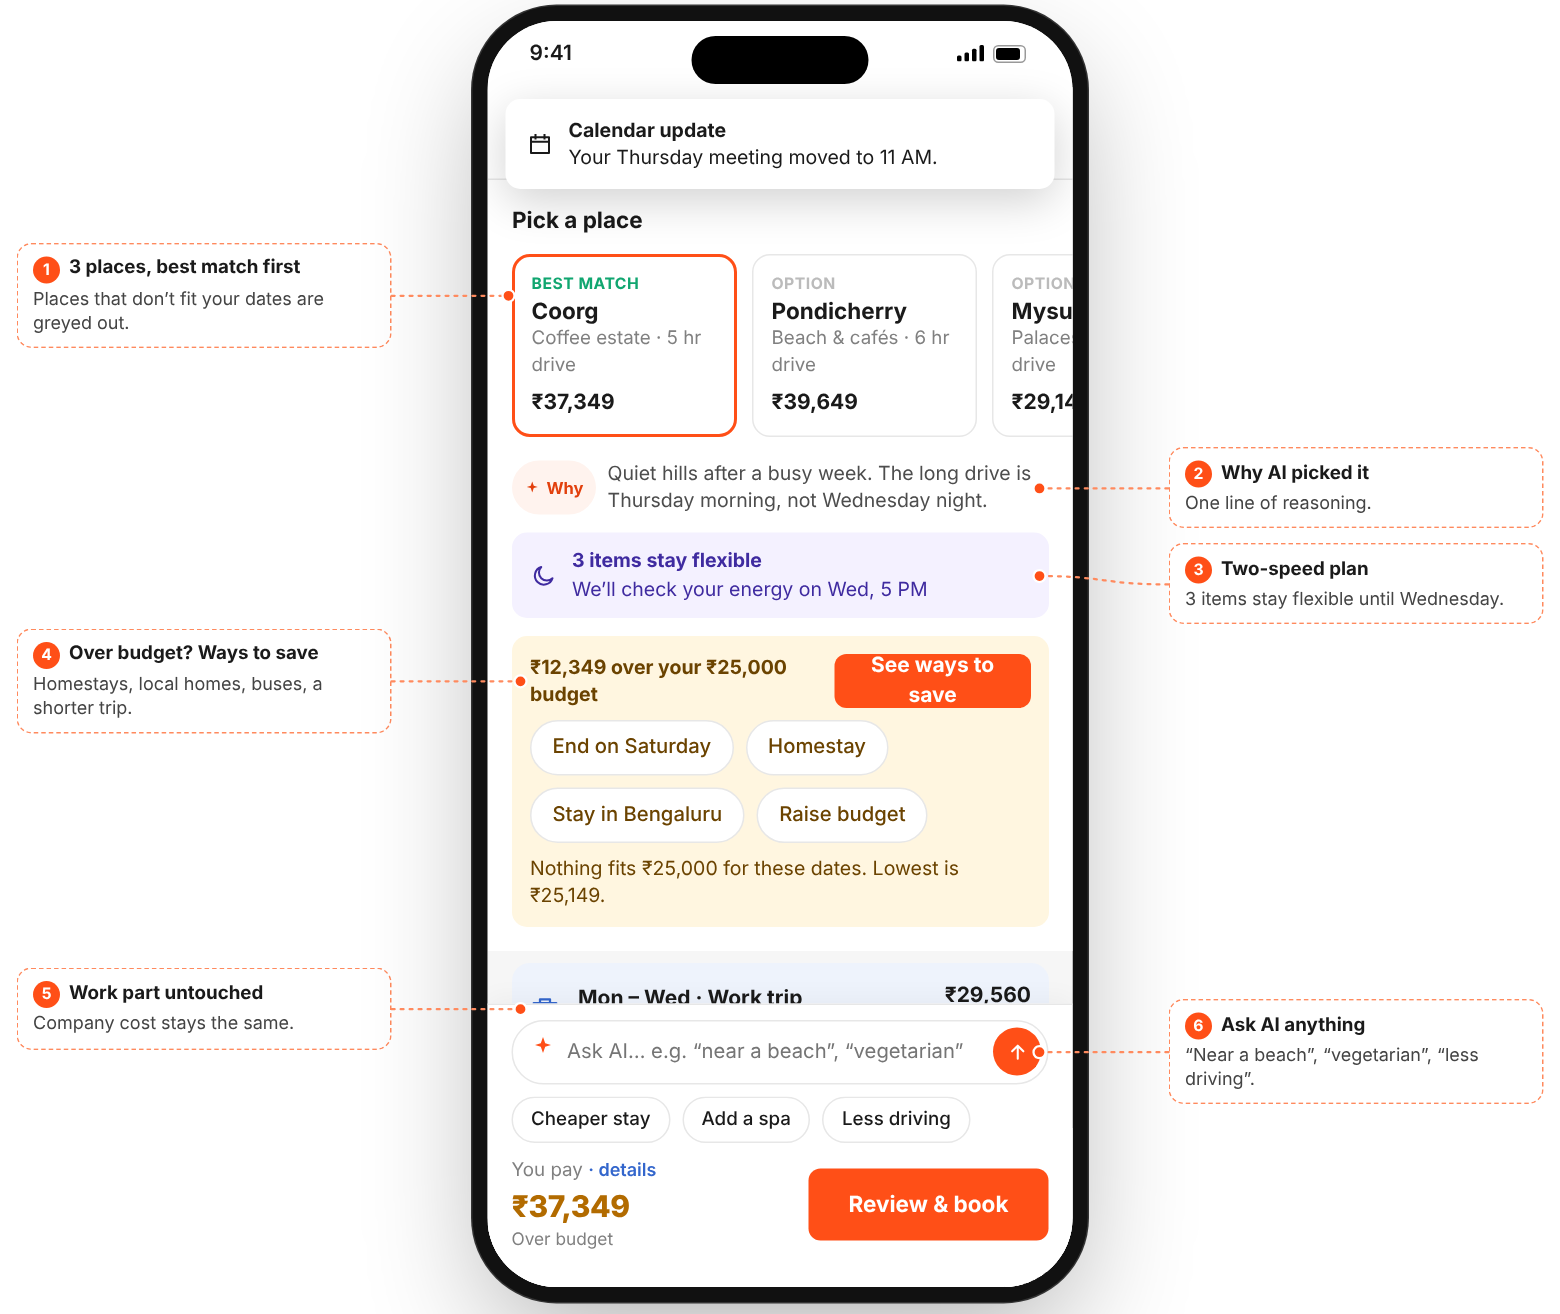 9:41
Calendar update
Your Thursday meeting moved to 11 AM.
Pick a place
1 3 places, best match first
Places that don’t fit your dates are
greyed out.
BEST MATCH
Coorg
Coffee estate · 5 hr
drive
₹37,349
OPTION
Pondicherry
Beach & cafés · 6 hr
drive
₹39,649
OPTION
Mysu
Palaces
drive
₹29,14
Why
Quiet hills after a busy week. The long drive is
Thursday morning, not Wednesday night.
2 Why AI picked it
One line of reasoning.
3 items stay flexible
We’ll check your energy on Wed, 5 PM
3 Two-speed plan
3 items stay flexible until Wednesday.
4 Over budget? Ways to save
Homestays, local homes, buses, a
shorter trip.
₹12,349 over your ₹25,000
budget
See ways to
save
End on Saturday
Homestay
Stay in Bengaluru
Raise budget
Nothing fits ₹25,000 for these dates. Lowest is
₹25,149.
5 Work part untouched
Company cost stays the same.
Mon – Wed · Work trip
₹29,560
Ask AI... e.g. “near a beach”, “vegetarian”
6 Ask AI anything
“Near a beach”, “vegetarian”, “less
driving”.
Cheaper stay
Add a spa
Less driving
You pay · details
₹37,349
Over budget
Review & book